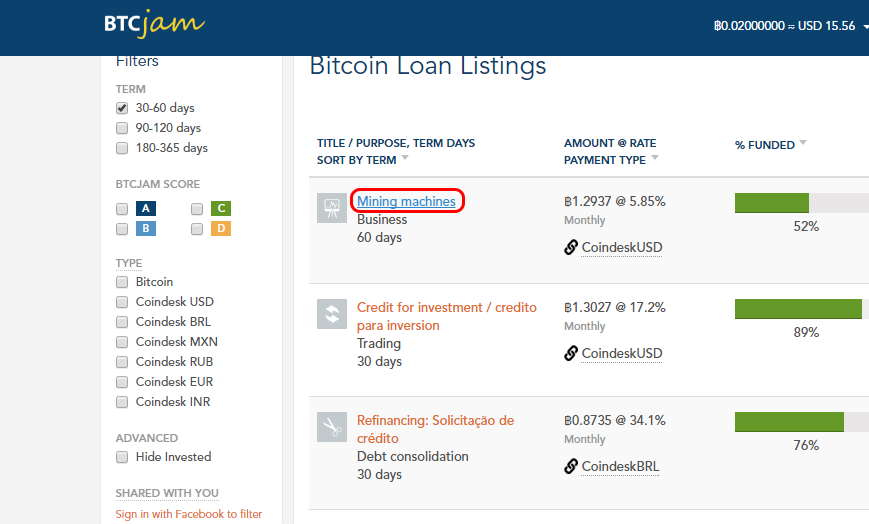 BTCjam
฿0.02000000 ≈ USD 15.56
Filters
TERM
30-60 days
90-120 days
180-365 days
BTCJAM SCORE
A
C
B
D
TYPE
Bitcoin
Coindesk USD
Coindesk BRL
Coindesk MXN
Coindesk RUB
Coindesk EUR
Coindesk INR
ADVANCED
Hide Invested
SHARED WITH YOU
Sign in with Facebook to filter
Bitcoin Loan Listings
TITLE / PURPOSE, TERM DAYS
SORT BY TERM
AMOUNT @ RATE
PAYMENT TYPE
% FUNDED
Mining machines
Business
60 days
฿1.2937 @ 5.85%
Monthly
CoindeskUSD
52%
Credit for investment / credito
para inversion
Trading
30 days
฿1.3027 @ 17.2%
Monthly
CoindeskUSD
89%
Refinancing: Solicitação de
crédito
Debt consolidation
30 days
฿0.8735 @ 34.1%
Monthly
CoindeskBRL
76%